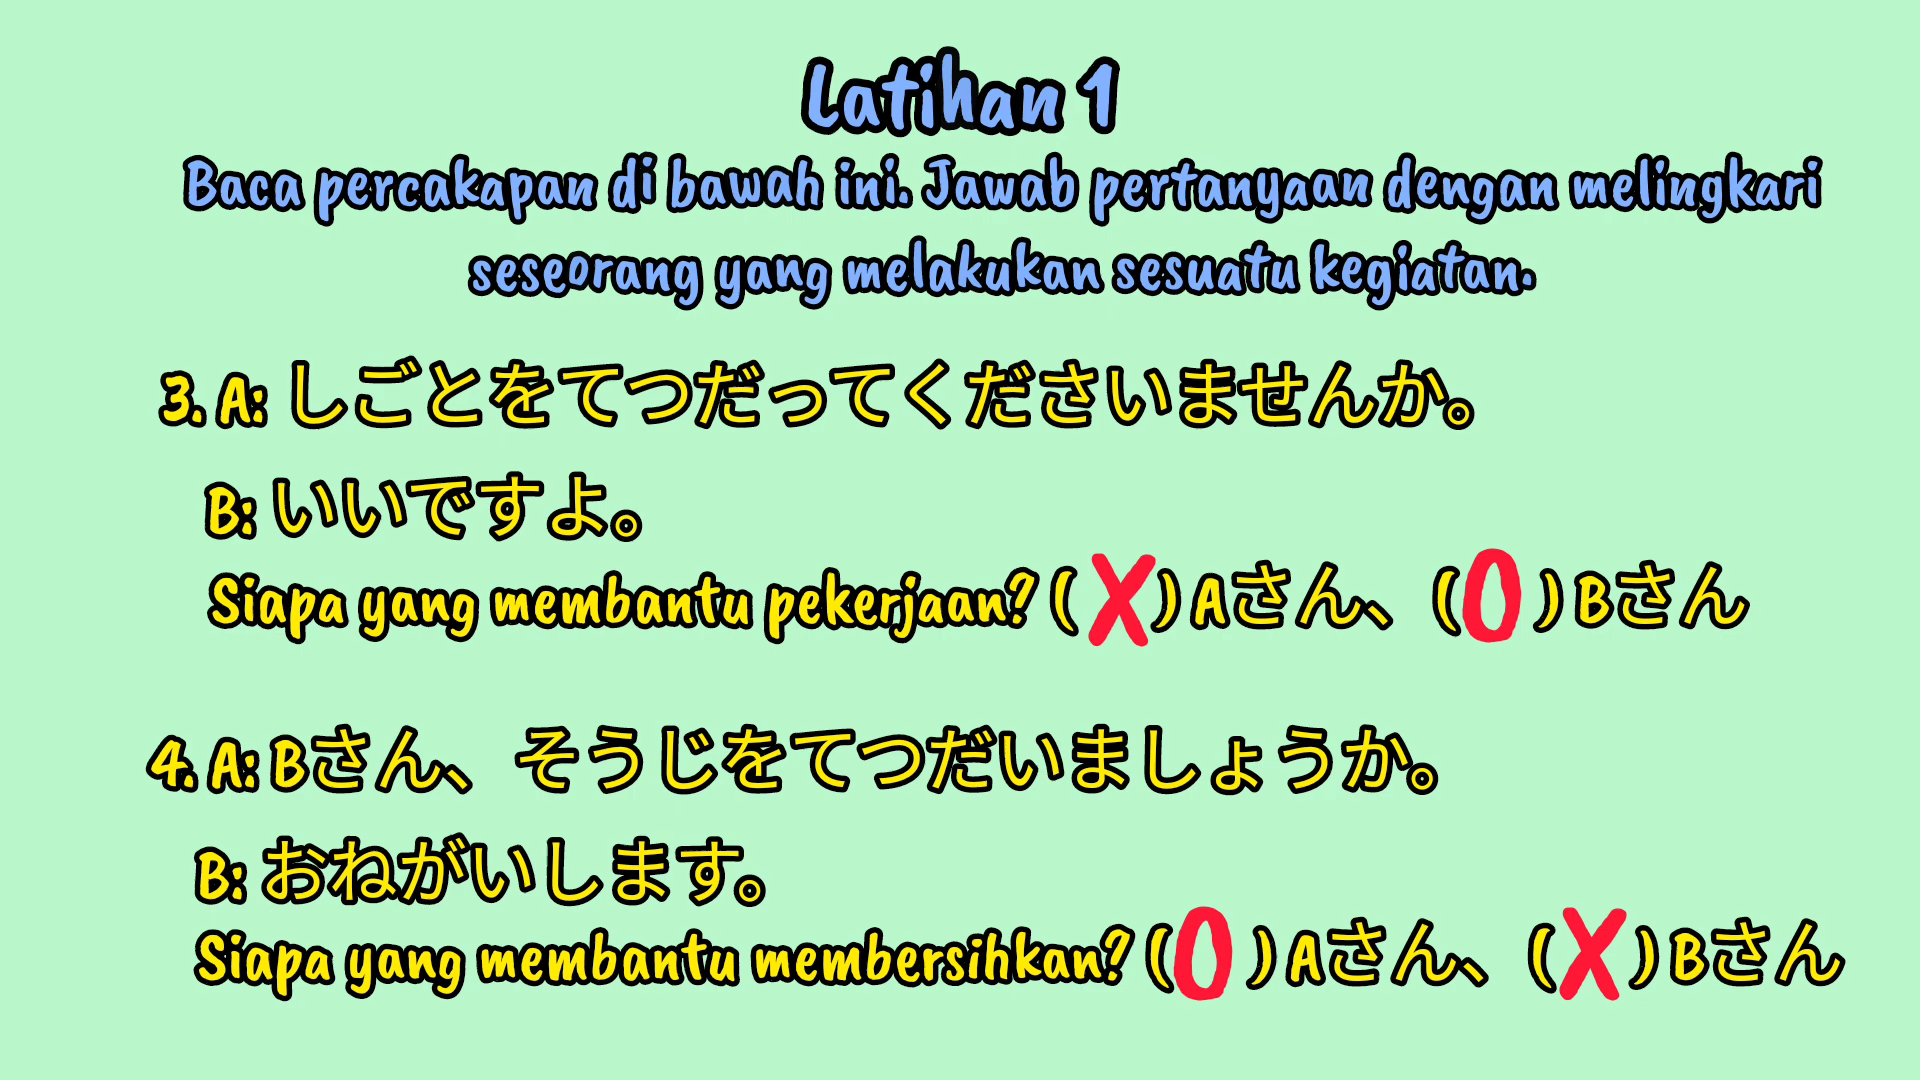 Latihan 1
Baca percakapan di bawah ini. Jawab pertanyaan dengan melingkari
seseorang yang melakukan sesuatu kegiatan.
3. A: しごとをてつだってくださいませんか。
B: いいですよ。
Siapa yang membantu pekerjaan? ( X ) Aさん、 ( O ) Bさん
4. A: Bさん、 そうじをてつだいましょうか。
B: おねがいします。
Siapa yang membantu membersihkan? ( O ) Aさん、 ( X ) Bさん